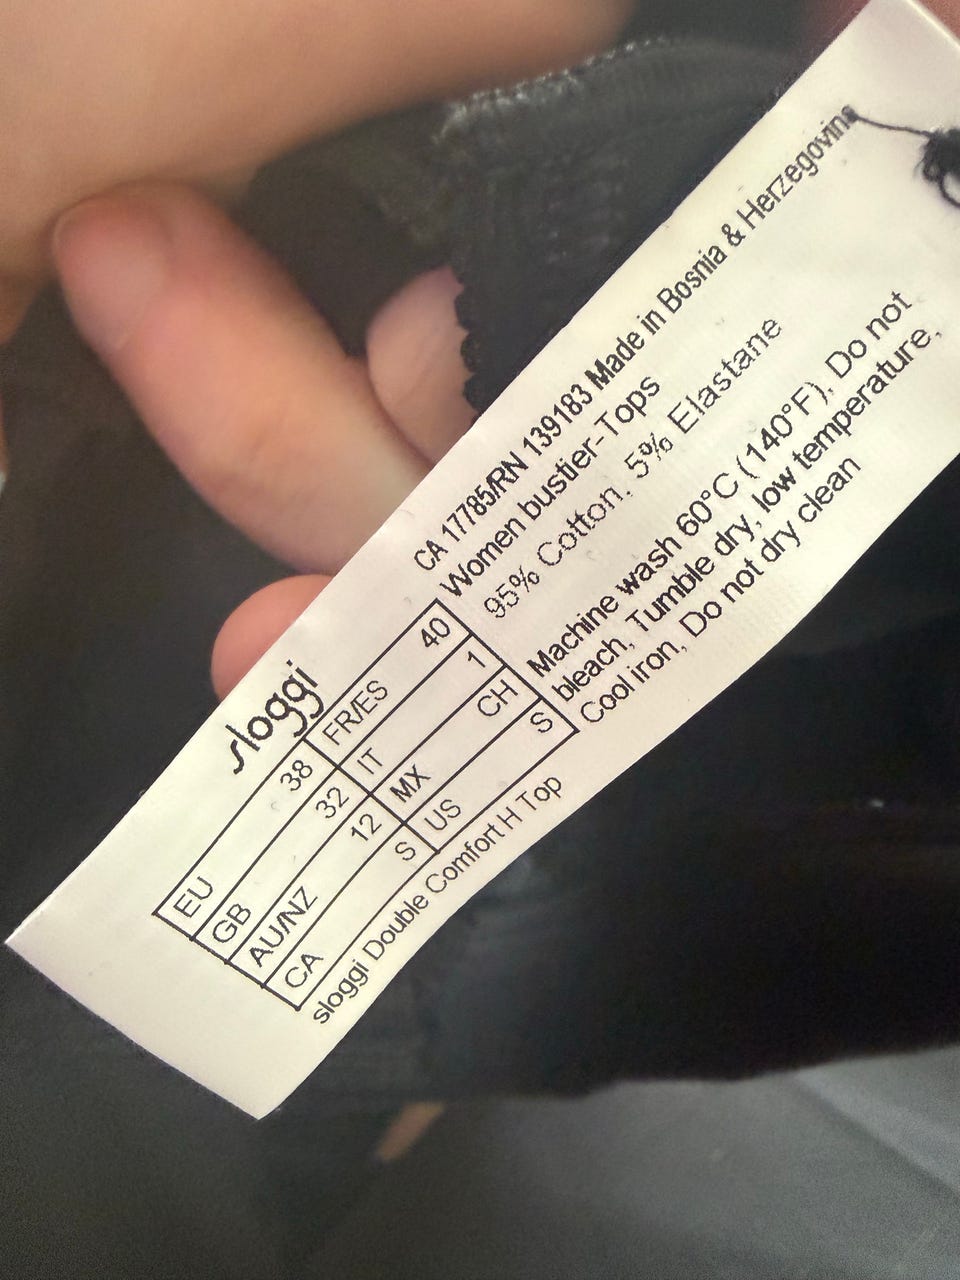 sloggi
EU 38 FR/ES 40
GB 32 IT 1
AU/NZ 12 MX CH
CA S US S
sloggi Double Comfort H Top
CA 17785/RN 139183 Made in Bosnia & Herzegovina
Women bustier-Tops
95% Cotton, 5% Elastane
Machine wash 60°C (140°F), Do not
bleach, Tumble dry, low temperature,
Cool iron, Do not dry clean